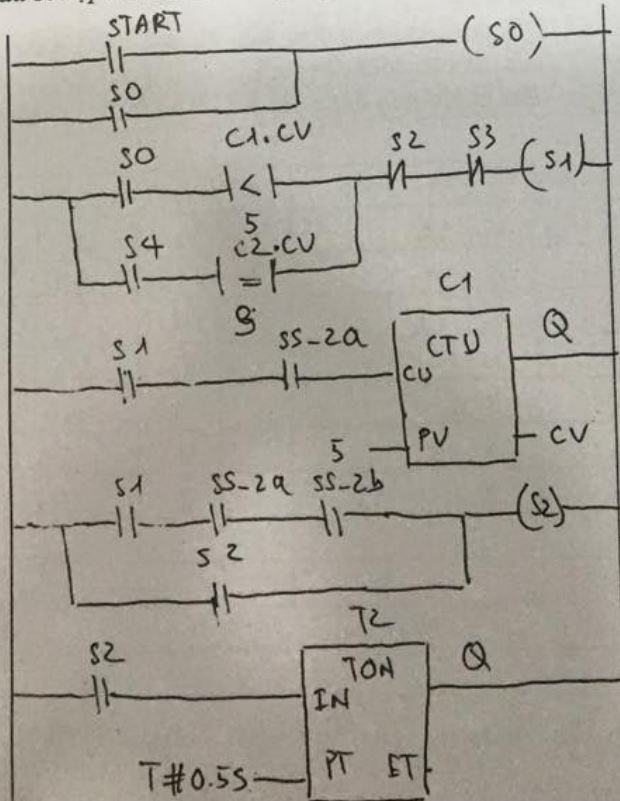 START
(S0)
S0
C1.CV
S0
<
S2
S3
(S1)
5
S4
C2.CV
=
C1
S1
SS-2a
CTU
Q
CU
5
PV
CV
S1
SS-2a
SS-2b
(S2)
S2
T2
S2
TON
Q
IN
T#0.5S
PT
ET